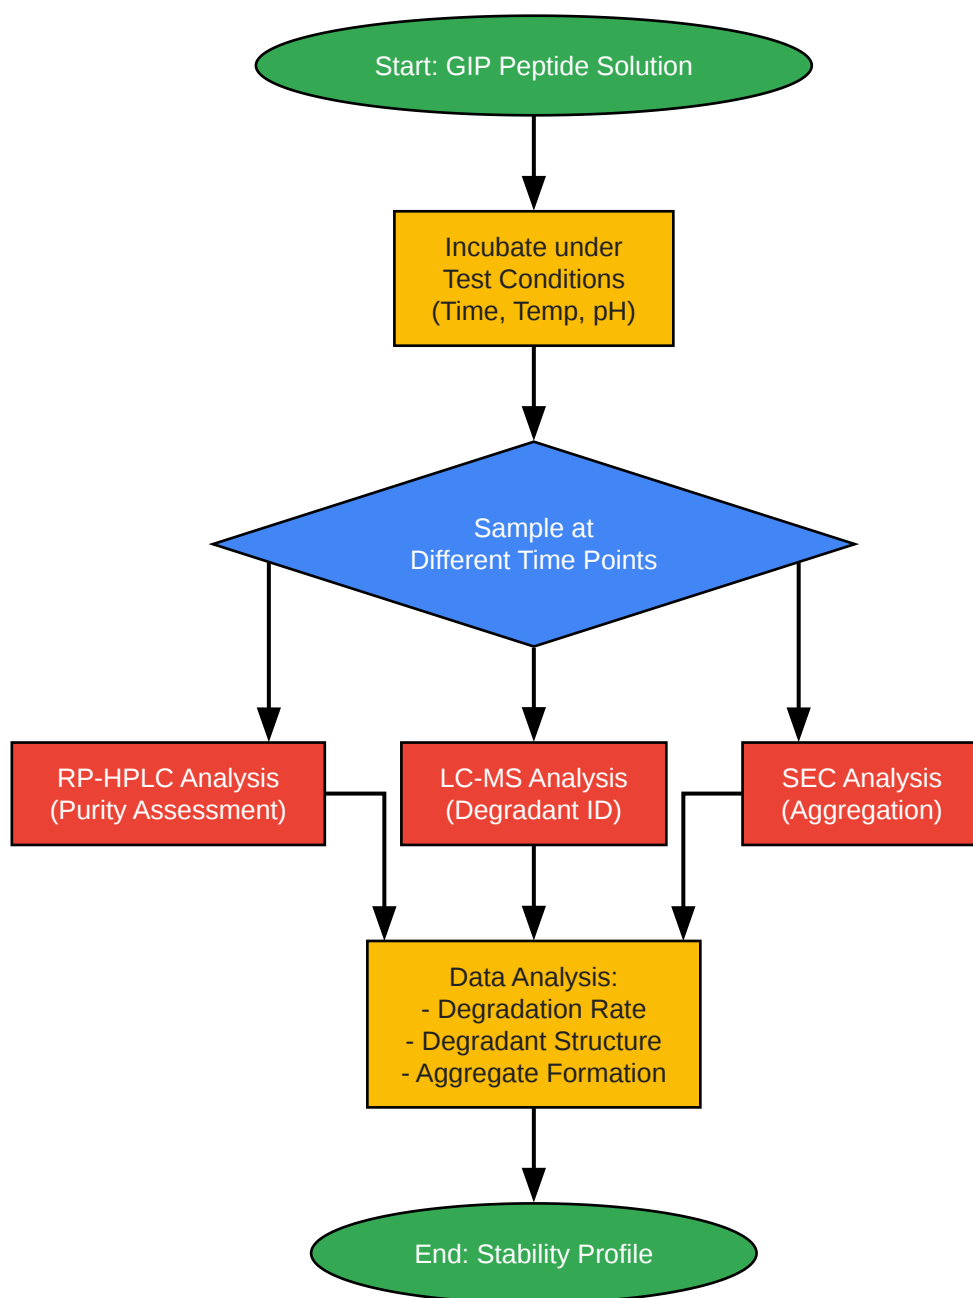 Start: GIP Peptide Solution
Incubate under
Test Conditions
(Time, Temp, pH)
Sample at
Different Time Points
RP-HPLC Analysis
(Purity Assessment)
LC-MS Analysis
(Degradant ID)
SEC Analysis
(Aggregation)
Data Analysis:
- Degradation Rate
- Degradant Structure
- Aggregate Formation
End: Stability Profile